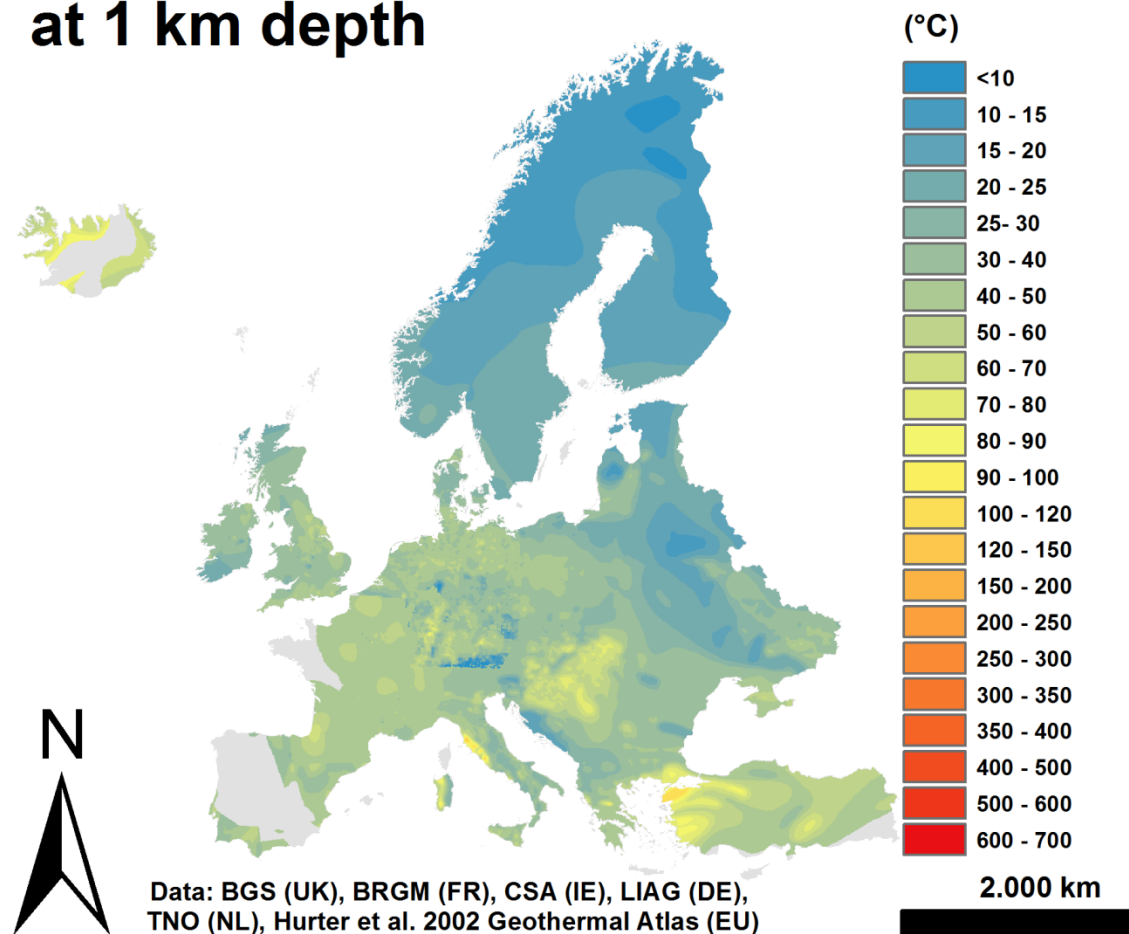 at 1 km depth
(°C)
<10
10 - 15
15 - 20
20 - 25
25- 30
30 - 40
40 - 50
50 - 60
60 - 70
70 - 80
80 - 90
90 - 100
100 - 120
120 - 150
150 - 200
200 - 250
250 - 300
300 - 350
350 - 400
400 - 500
500 - 600
600 - 700
N
Data: BGS (UK), BRGM (FR), CSA (IE), LIAG (DE),
TNO (NL), Hurter et al. 2002 Geothermal Atlas (EU)
2.000 km